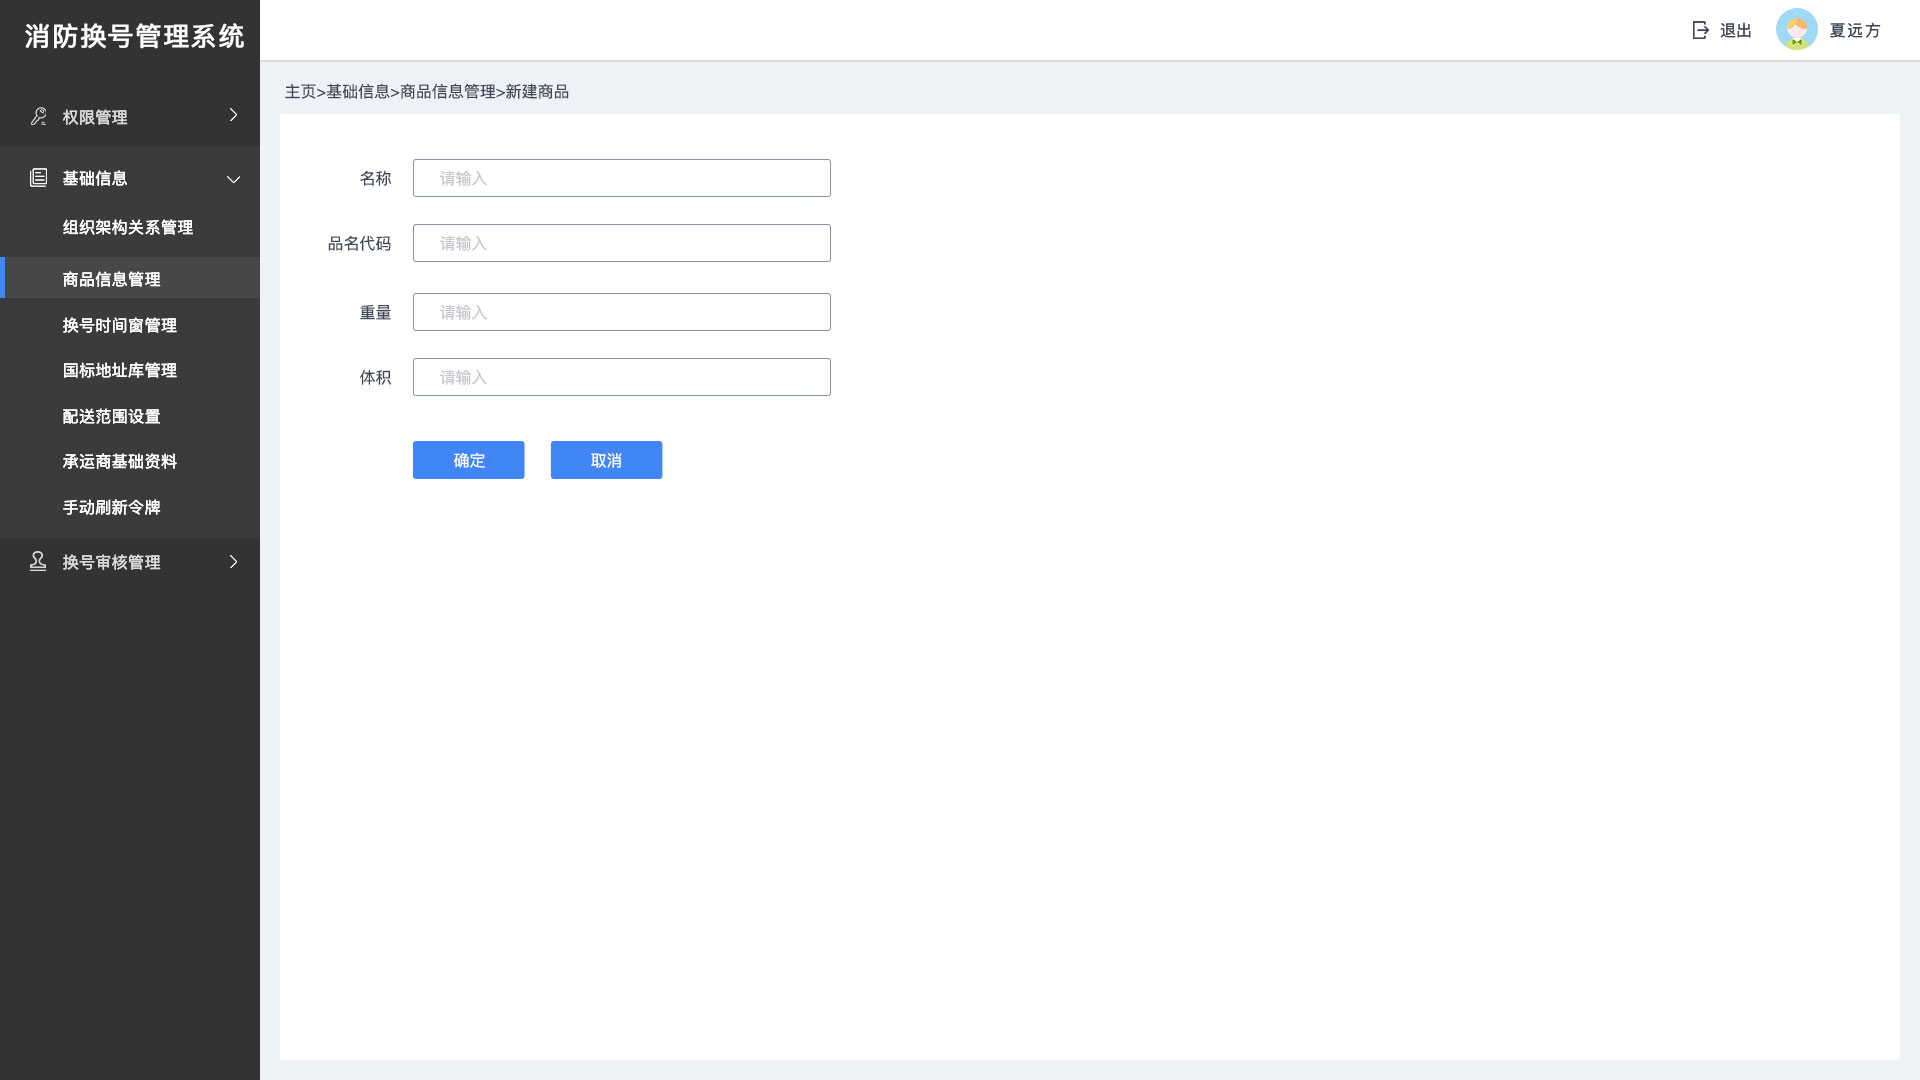 消防换号管理系统
退出
夏远方
主页>基础信息>商品信息管理>新建商品
权限管理
基础信息
组织架构关系管理
商品信息管理
换号时间窗管理
国标地址库管理
配送范围设置
承运商基础资料
手动刷新令牌
换号审核管理
名称 请输入
品名代码 请输入
重量 请输入
体积 请输入
确定 取消